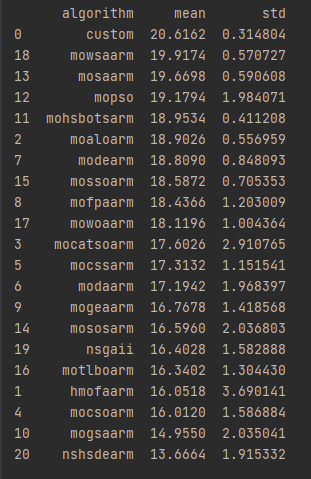 algorithm mean std
0 custom 20.6162 0.314804
18 mowsaarm 19.9174 0.570727
13 mosaarm 19.6698 0.590608
12 mopso 19.1794 1.984071
11 mohsbotsarm 18.9534 0.411208
2 moaloarm 18.9026 0.556959
7 modearm 18.8090 0.848093
15 mossoarm 18.5872 0.705353
8 mofpaarm 18.4366 1.203009
17 mowoaarm 18.1196 1.004364
3 mocatsoarm 17.6026 2.910765
5 mocssarm 17.3132 1.151541
6 modaarm 17.1942 1.968397
9 mogeaarm 16.7678 1.418568
14 mososarm 16.5960 2.036803
19 nsgaii 16.4028 1.582888
16 motlboarm 16.3402 1.304430
1 hmofaarm 16.0518 3.690141
4 mocsoarm 16.0120 1.586884
10 mogsaarm 14.9550 2.035041
20 nshsdearm 13.6664 1.915332